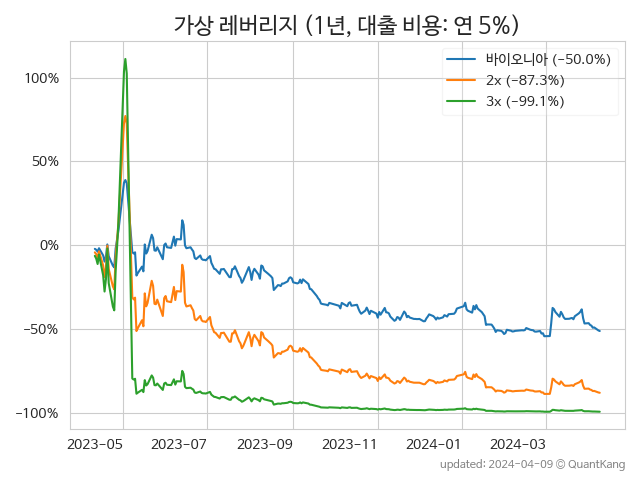 가상 레버리지 (1년, 대출 비용: 연 5%)
바이오니아 (−50.0%)
2x (−87.3%)
3x (−99.1%)
100%
50%
0%
−50%
−100%
2023-05 2023-07 2023-09 2023-11 2024-01 2024-03
updated: 2024-04-09 © QuantKang